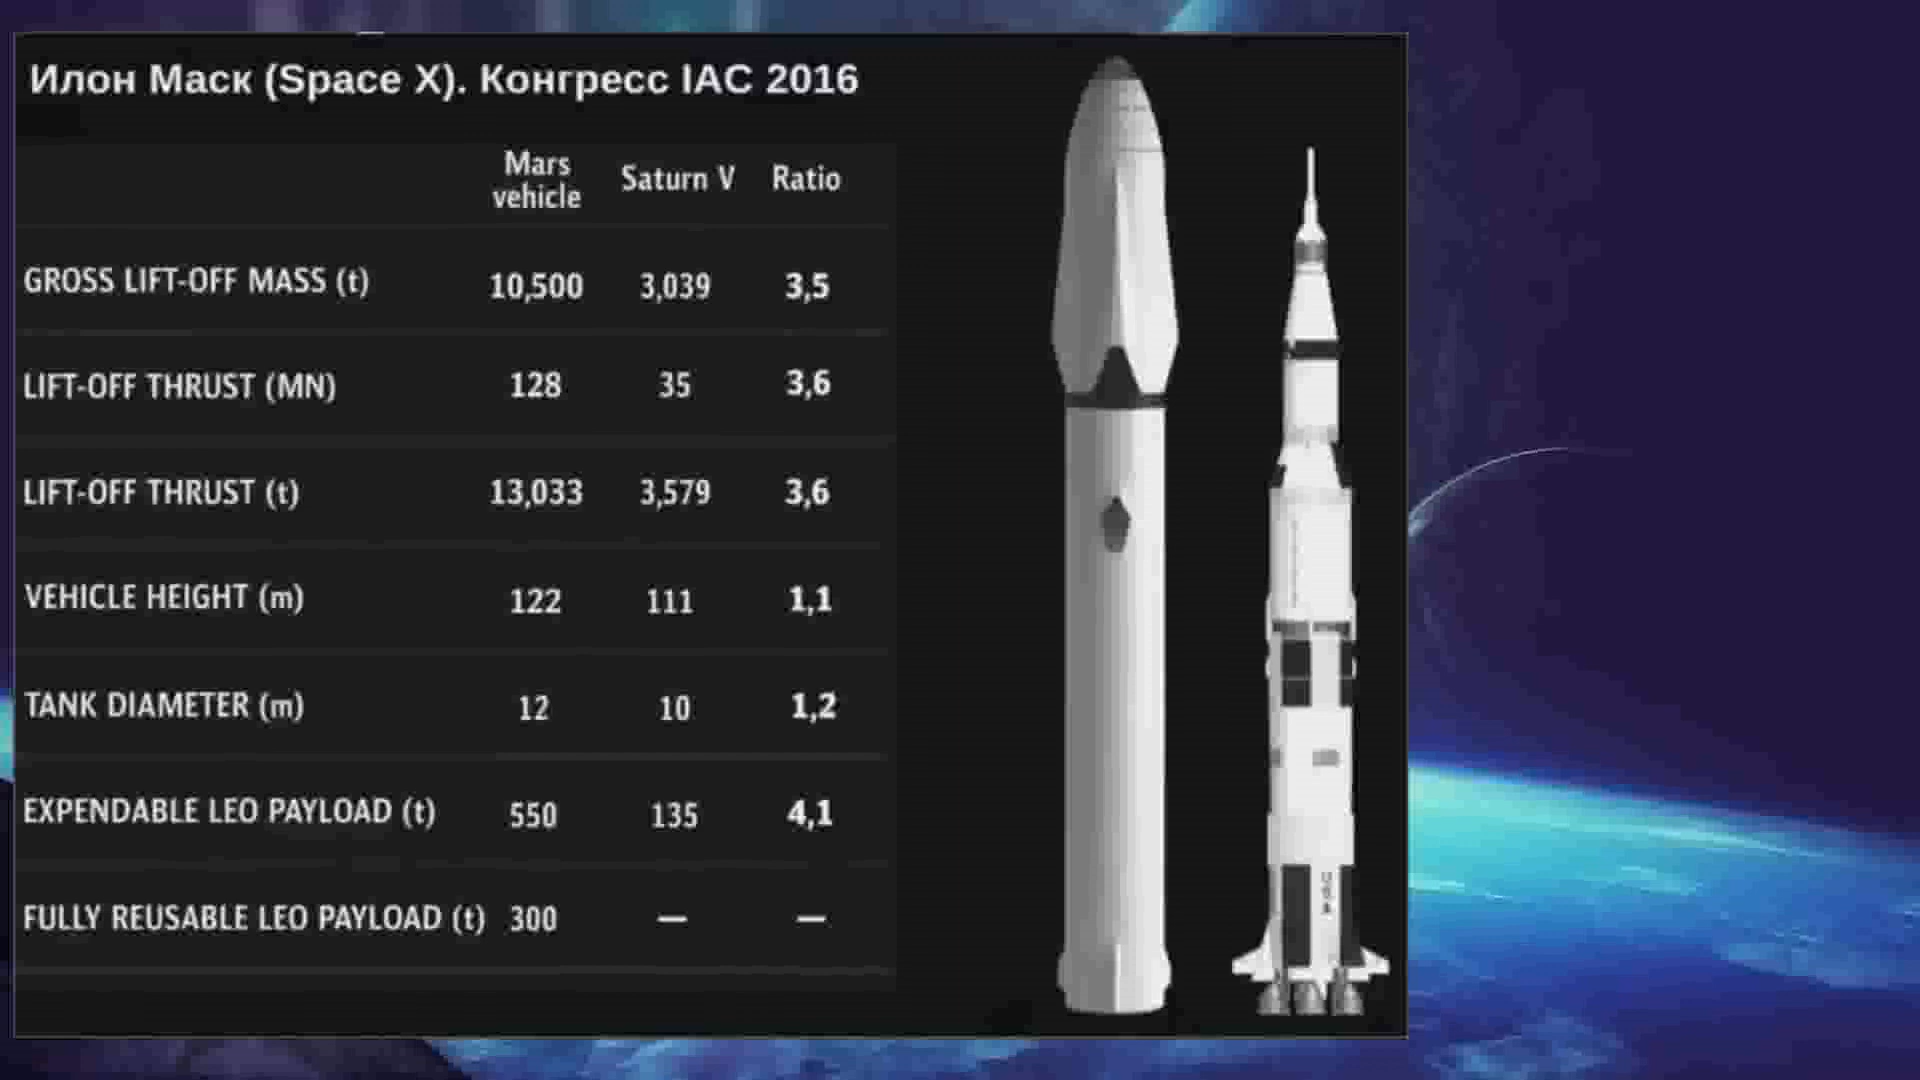 Илон Маск (Space X). Конгресс IAC 2016
Mars vehicle Saturn V Ratio
GROSS LIFT-OFF MASS (t) 10,500 3,039 3,5
LIFT-OFF THRUST (MN) 128 35 3,6
LIFT-OFF THRUST (t) 13,033 3,579 3,6
VEHICLE HEIGHT (m) 122 111 1,1
TANK DIAMETER (m) 12 10 1,2
EXPENDABLE LEO PAYLOAD (t) 550 135 4,1
FULLY REUSABLE LEO PAYLOAD (t) 300 — —